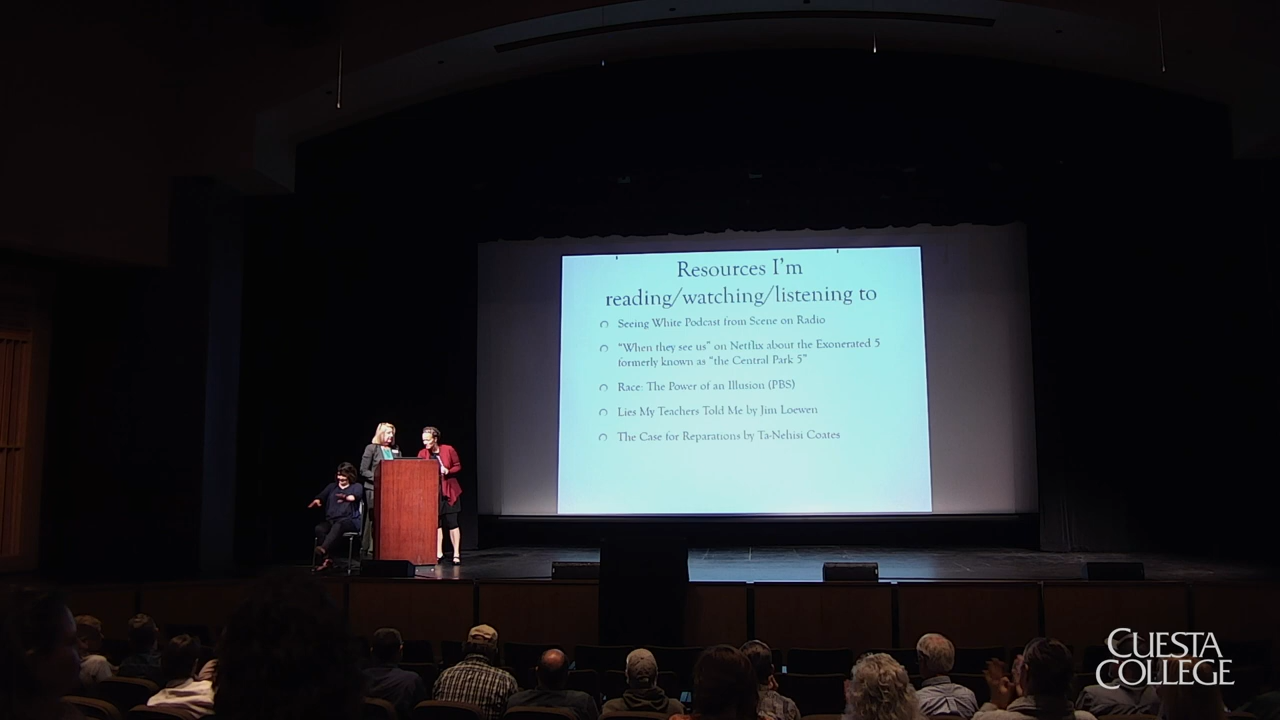 Resources I'm
reading/watching/listening to
Seeing White Podcast from Scene on Radio
"When they see us" on Netflix about the Exonerated 5
formerly known as "the Central Park 5"
Race: The Power of an Illusion (PBS)
Lies My Teachers Told Me by Jim Loewen
The Case for Reparations by Ta-Nehisi Coates
CUESTA
COLLEGE